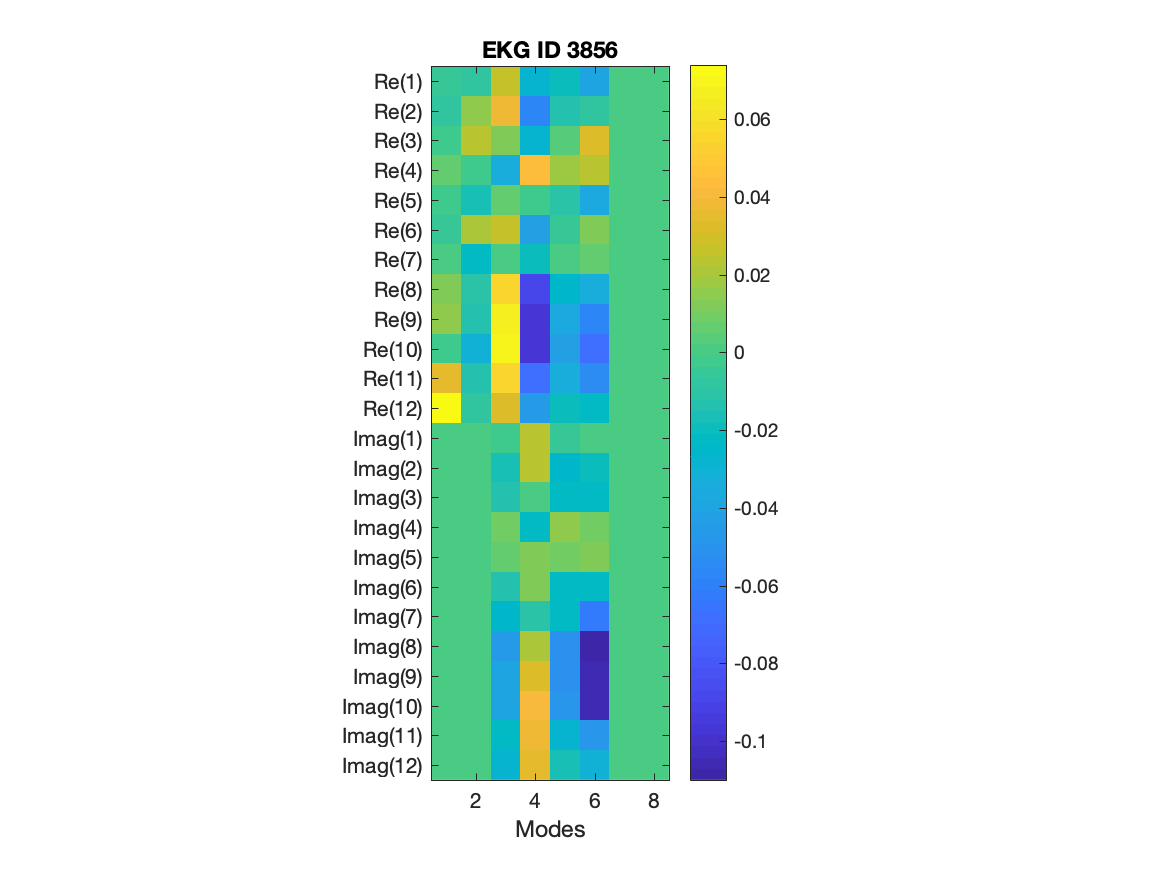 EKG ID 3856
Re(1)
Re(2)
Re(3)
Re(4)
Re(5)
Re(6)
Re(7)
Re(8)
Re(9)
Re(10)
Re(11)
Re(12)
Imag(1)
Imag(2)
Imag(3)
Imag(4)
Imag(5)
Imag(6)
Imag(7)
Imag(8)
Imag(9)
Imag(10)
Imag(11)
Imag(12)
2 4 6 8
Modes
0.06
0.04
0.02
0
-0.02
-0.04
-0.06
-0.08
-0.1